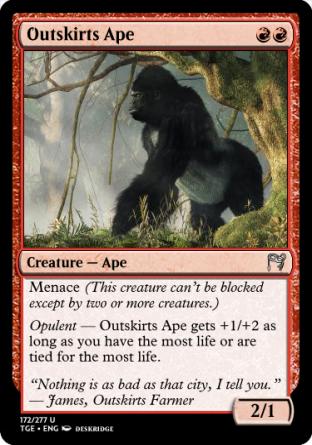 Outskirts Ape
Creature — Ape
Menace (This creature can't be blocked
except by two or more creatures.)
Opulent — Outskirts Ape gets +1/+2 as
long as you have the most life or are
tied for the most life.
“Nothing is as bad as that city, I tell you.”
— James, Outskirts Farmer
2/1
172/277 U
TGE • ENG DESKRIDGE